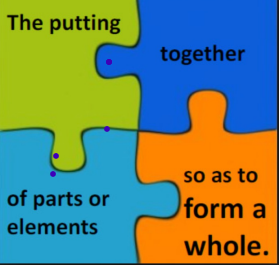 The putting
together
of parts or
elements
so as to
form a
whole.